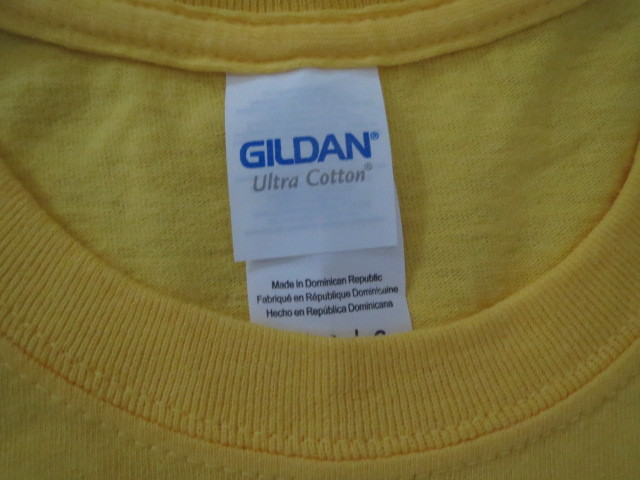 GILDAN®
Ultra Cotton®
Made in Dominican Republic
Fabriqué en République Dominicaine
Hecho en República Dominicana